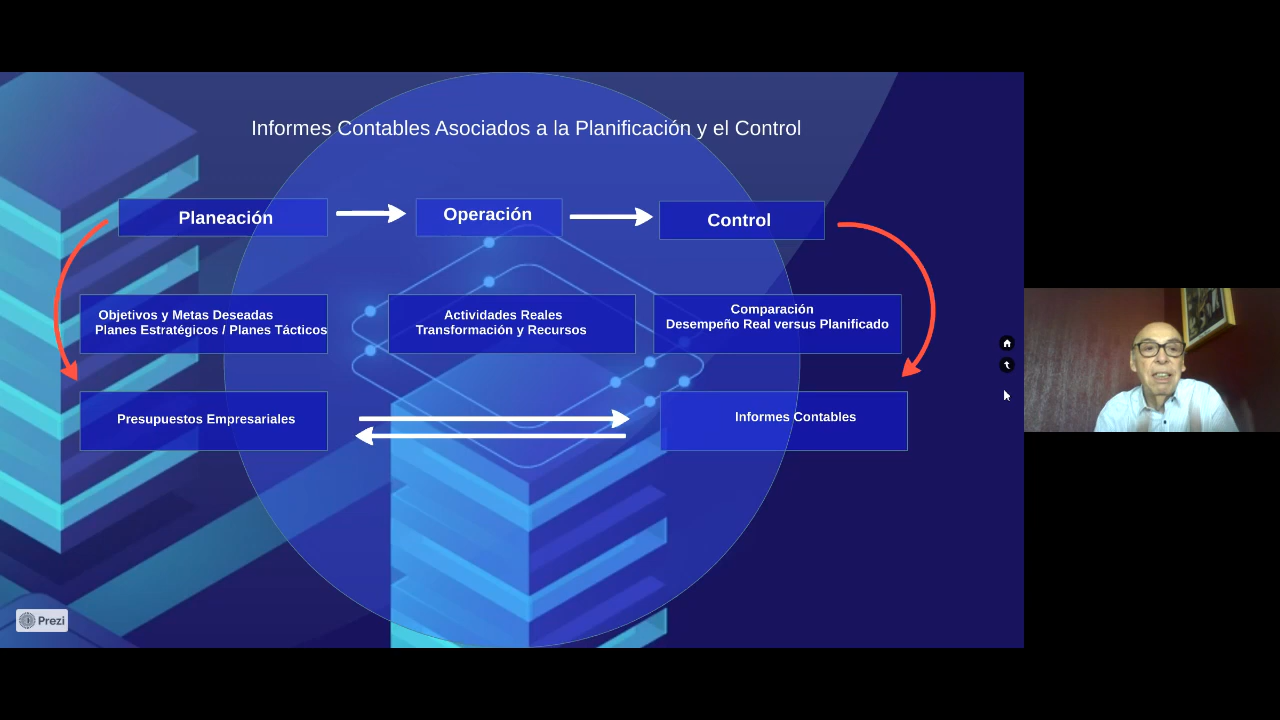 Informes Contables Asociados a la Planificación y el Control
Planeación
Operación
Control
Objetivos y Metas Deseadas
Planes Estratégicos / Planes Tácticos
Actividades Reales
Transformación y Recursos
Comparación
Desempeño Real versus Planificado
Presupuestos Empresariales
Informes Contables
Prezi